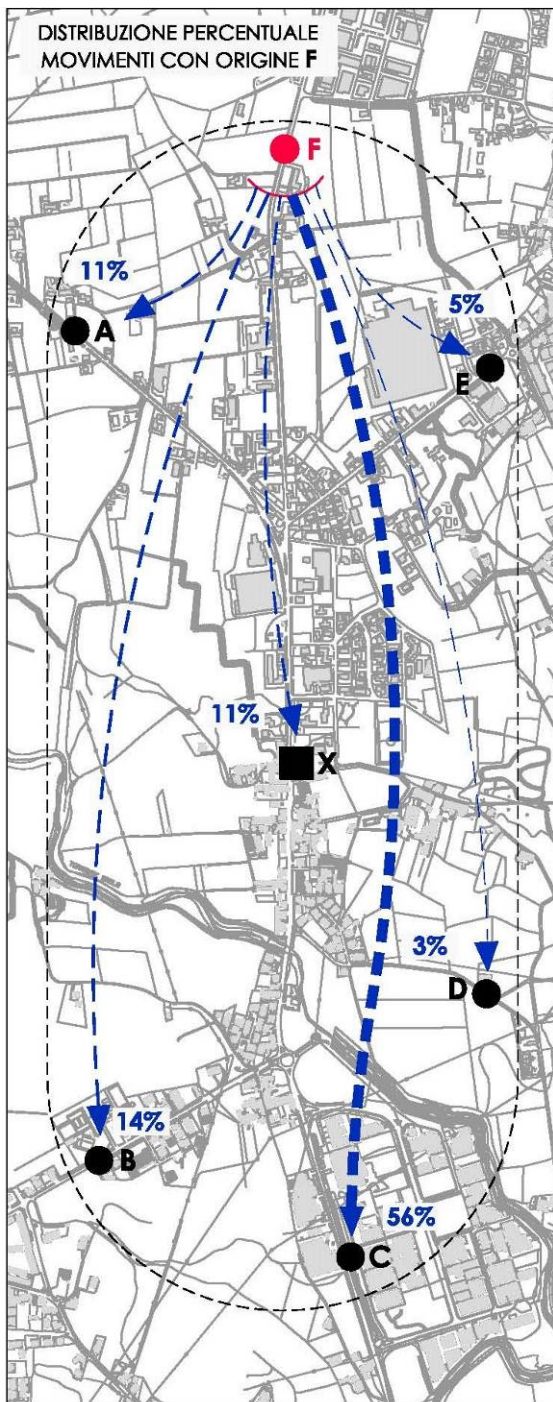 DISTRIBUZIONE PERCENTUALE
MOVIMENTI CON ORIGINE F
F
11%
A
5%
E
11%
X
3%
D
14%
B
56%
C